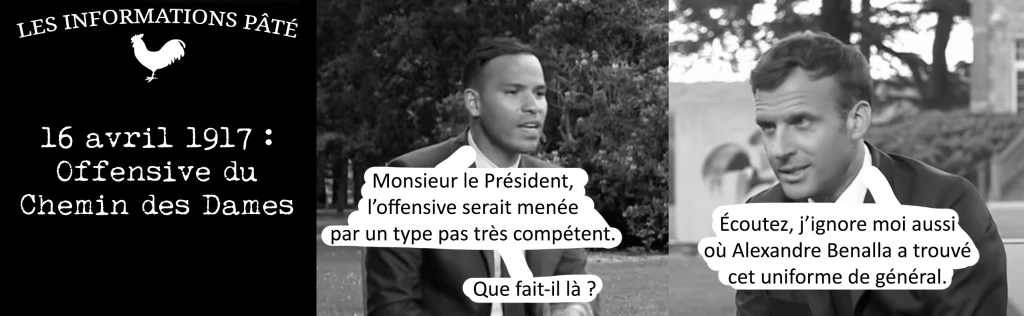 LES INFORMATIONS PÂTÉ
16 avril 1917 :
Offensive du
Chemin des Dames
Monsieur le Président,
l’offensive serait menée
par un type pas très compétent.
Que fait-il là ?
Écoutez, j’ignore moi aussi
où Alexandre Benalla a trouvé
cet uniforme de général.